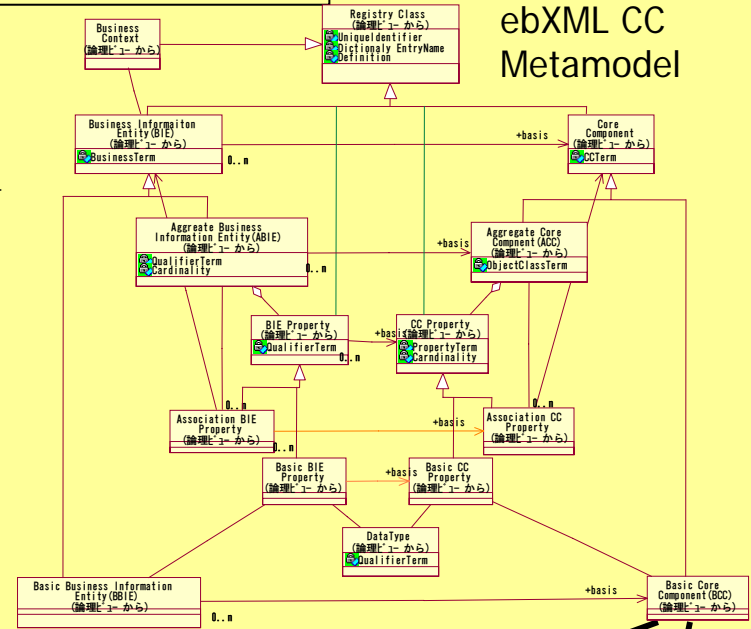 ebXML CC
Metamodel
Registry Class
(論理ビュー から)
UniqueIdentifier
Dictionaly EntryName
Definition
Business
Context
(論理ビュー から)
Business Informaiton
Entity(BIE)
(論理ビュー から)
BusinessTerm
0..n
+basis
Core
Component
(論理ビュー から)
CCTerm
Aggreate Business
Information Entity(ABIE)
(論理ビュー から)
QualifierTerm
Cardinality
0..n
+basis
Aggregate Core
Compnent(ACC)
(論理ビュー から)
ObjectClassTerm
BIE Property
(論理ビュー から)
QualifierTerm
0..n
+basis
CC Property
(論理ビュー から)
PropertyTerm
Carndinality
Association BIE
Property
(論理ビュー から)
0..n
0..n
+basis
Association CC
Property
(論理ビュー から)
0..n
Basic BIE
Property
(論理ビュー から)
+basis
Basic CC
Property
(論理ビュー から)
DataType
(論理ビュー から)
QualifierTerm
Basic Business Information
Entity(BBIE)
(論理ビュー から)
0..n
+basis
Basic Core
Component(BCC)
(論理ビュー から)